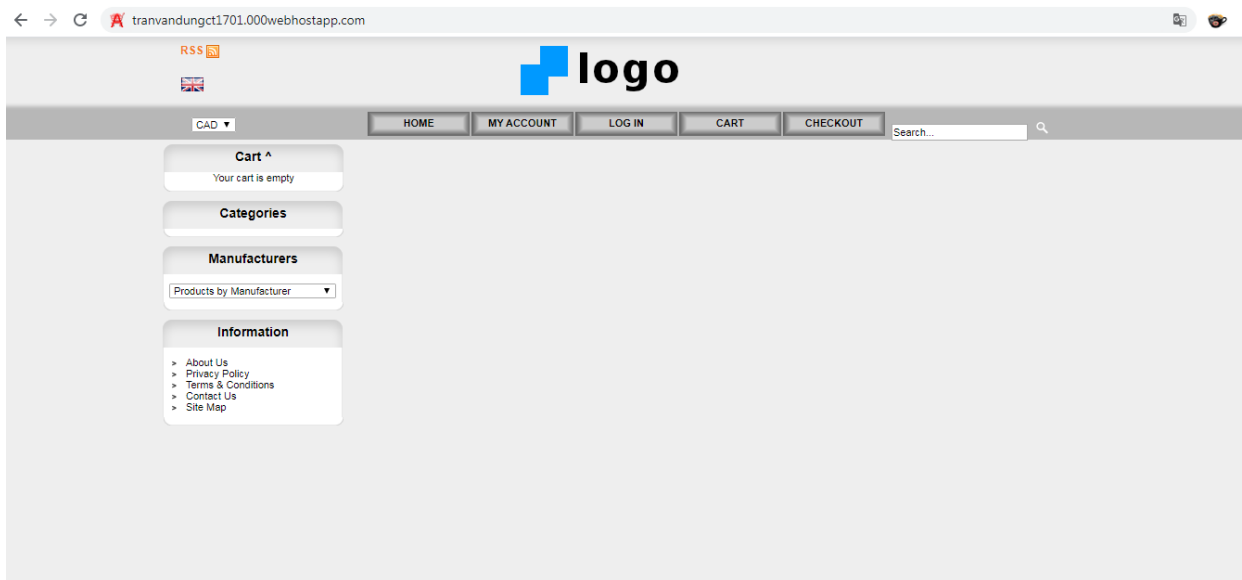 tranvandungct1701.000webhostapp.com
RSS
logo
CAD ▼
HOME MY ACCOUNT LOG IN CART CHECKOUT Search...
Cart ^
Your cart is empty
Categories
Manufacturers
Products by Manufacturer ▼
Information
> About Us
> Privacy Policy
> Terms & Conditions
> Contact Us
> Site Map